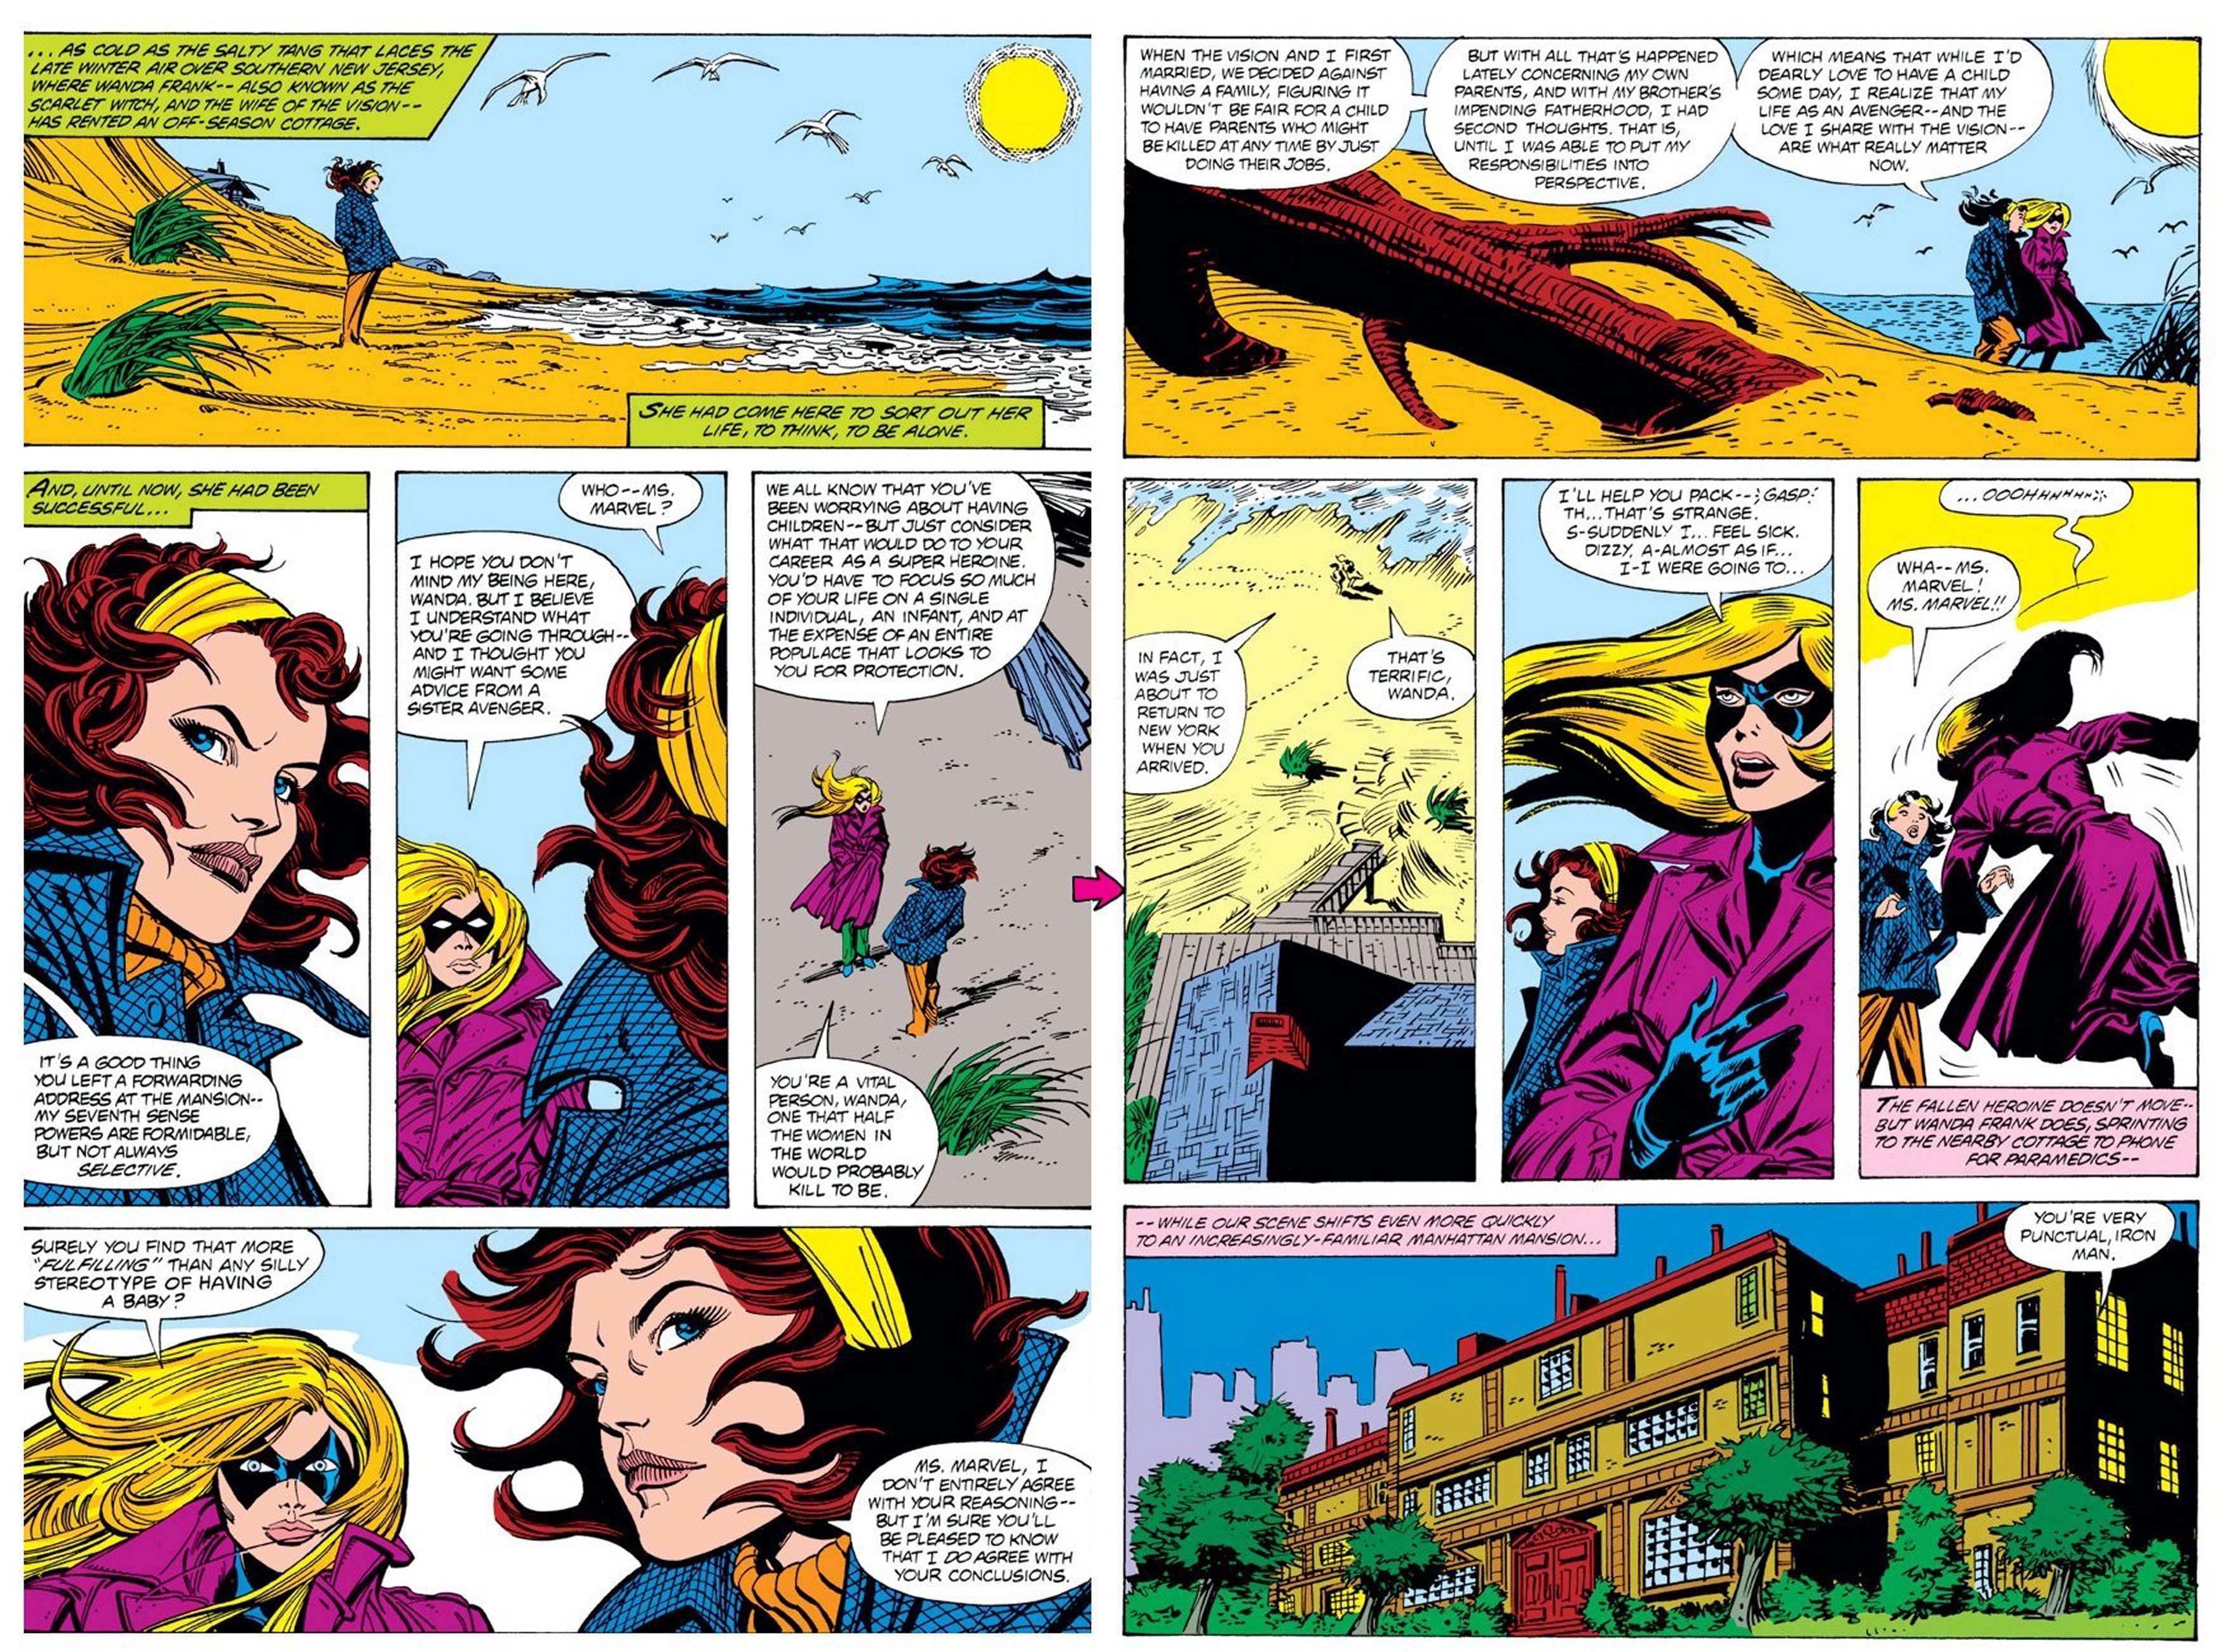 ...AS COLD AS THE SALTY TANG THAT LACES THE
LATE WINTER AIR OVER SOUTHERN NEW JERSEY,
WHERE WANDA FRANK--ALSO KNOWN AS THE
SCARLET WITCH, AND THE WIFE OF THE VISION--
HAS RENTED AN OFF-SEASON COTTAGE.
SHE HAD COME HERE TO SORT OUT HER
LIFE, TO THINK, TO BE ALONE.
AND, UNTIL NOW, SHE HAD BEEN
SUCCESSFUL...
IT'S A GOOD THING
YOU LEFT A FORWARDING
ADDRESS AT THE MANSION--
MY SEVENTH SENSE
POWERS ARE FORMIDABLE,
BUT NOT ALWAYS
SELECTIVE.
WHO--MS.
MARVEL?
I HOPE YOU DON'T
MIND MY BEING HERE,
WANDA. BUT I BELIEVE
I UNDERSTAND WHAT
YOU'RE GOING THROUGH--
AND I THOUGHT YOU
MIGHT WANT SOME
ADVICE FROM A
SISTER AVENGER.
WE ALL KNOW THAT YOU'VE
BEEN WORRYING ABOUT HAVING
CHILDREN--BUT JUST CONSIDER
WHAT THAT WOULD DO TO YOUR
CAREER AS A SUPER HEROINE.
YOU'D HAVE TO FOCUS SO MUCH
OF YOUR LIFE ON A SINGLE
INDIVIDUAL, AN INFANT, AND AT
THE EXPENSE OF AN ENTIRE
POPULACE THAT LOOKS TO
YOU FOR PROTECTION.
YOU'RE A VITAL
PERSON, WANDA,
ONE THAT HALF
THE WOMEN IN
THE WORLD
WOULD PROBABLY
KILL TO BE.
SURELY YOU FIND THAT MORE
"FULFILLING" THAN ANY SILLY
STEREOTYPE OF HAVING
A BABY?
MS. MARVEL, I
DON'T ENTIRELY AGREE
WITH YOUR REASONING--
BUT I'M SURE YOU'LL
BE PLEASED TO KNOW
THAT I DO AGREE WITH
YOUR CONCLUSIONS.
WHEN THE VISION AND I FIRST
MARRIED, WE DECIDED AGAINST
HAVING A FAMILY, FIGURING IT
WOULDN'T BE FAIR FOR A CHILD
TO HAVE PARENTS WHO MIGHT
BE KILLED AT ANY TIME BY JUST
DOING THEIR JOBS.
BUT WITH ALL THAT'S HAPPENED
LATELY CONCERNING MY OWN
PARENTS, AND WITH MY BROTHER'S
IMPENDING FATHERHOOD, I HAD
SECOND THOUGHTS. THAT IS,
UNTIL I WAS ABLE TO PUT MY
RESPONSIBILITIES INTO
PERSPECTIVE.
WHICH MEANS THAT WHILE I'D
DEARLY LOVE TO HAVE A CHILD
SOME DAY, I REALIZE THAT MY
LIFE AS AN AVENGER--AND THE
LOVE I SHARE WITH THE VISION--
ARE WHAT REALLY MATTER
NOW.
IN FACT, I
WAS JUST
ABOUT TO
RETURN TO
NEW YORK
WHEN YOU
ARRIVED.
THAT'S
TERRIFIC,
WANDA.
I'LL HELP YOU PACK--GASP!
TH...THAT'S STRANGE.
S-SUDDENLY I... FEEL SICK.
DIZZY, A-ALMOST AS IF...
I-I WERE GOING TO...
...OOOHHHHHH
WHA--MS.
MARVEL!
MS. MARVEL!!
THE FALLEN HEROINE DOESN'T MOVE--
BUT WANDA FRANK DOES, SPRINTING
TO THE NEARBY COTTAGE TO PHONE
FOR PARAMEDICS--
--WHILE OUR SCENE SHIFTS EVEN MORE QUICKLY
TO AN INCREASINGLY-FAMILIAR MANHATTAN MANSION...
YOU'RE VERY
PUNCTUAL, IRON
MAN.